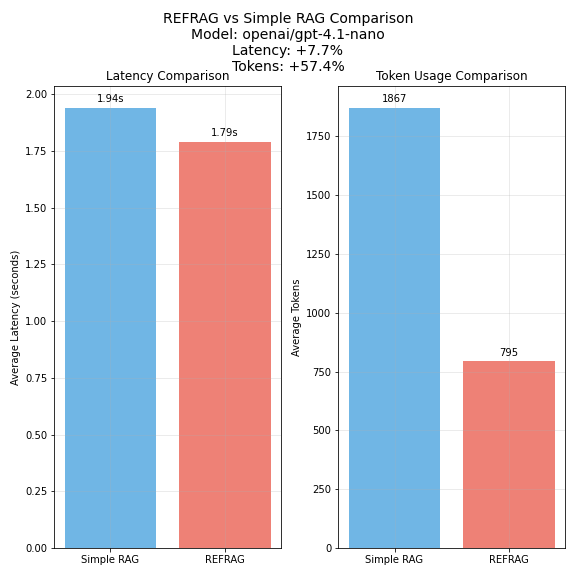 REFRAG vs Simple RAG Comparison
Model: openai/gpt-4.1-nano
Latency: +7.7%
Tokens: +57.4%
Latency Comparison
Average Latency (seconds)
2.00
1.75
1.50
1.25
1.00
0.75
0.50
0.25
0.00
1.94s
1.79s
Simple RAG
REFRAG
Token Usage Comparison
Average Tokens
1750
1500
1250
1000
750
500
250
0
1867
795
Simple RAG
REFRAG